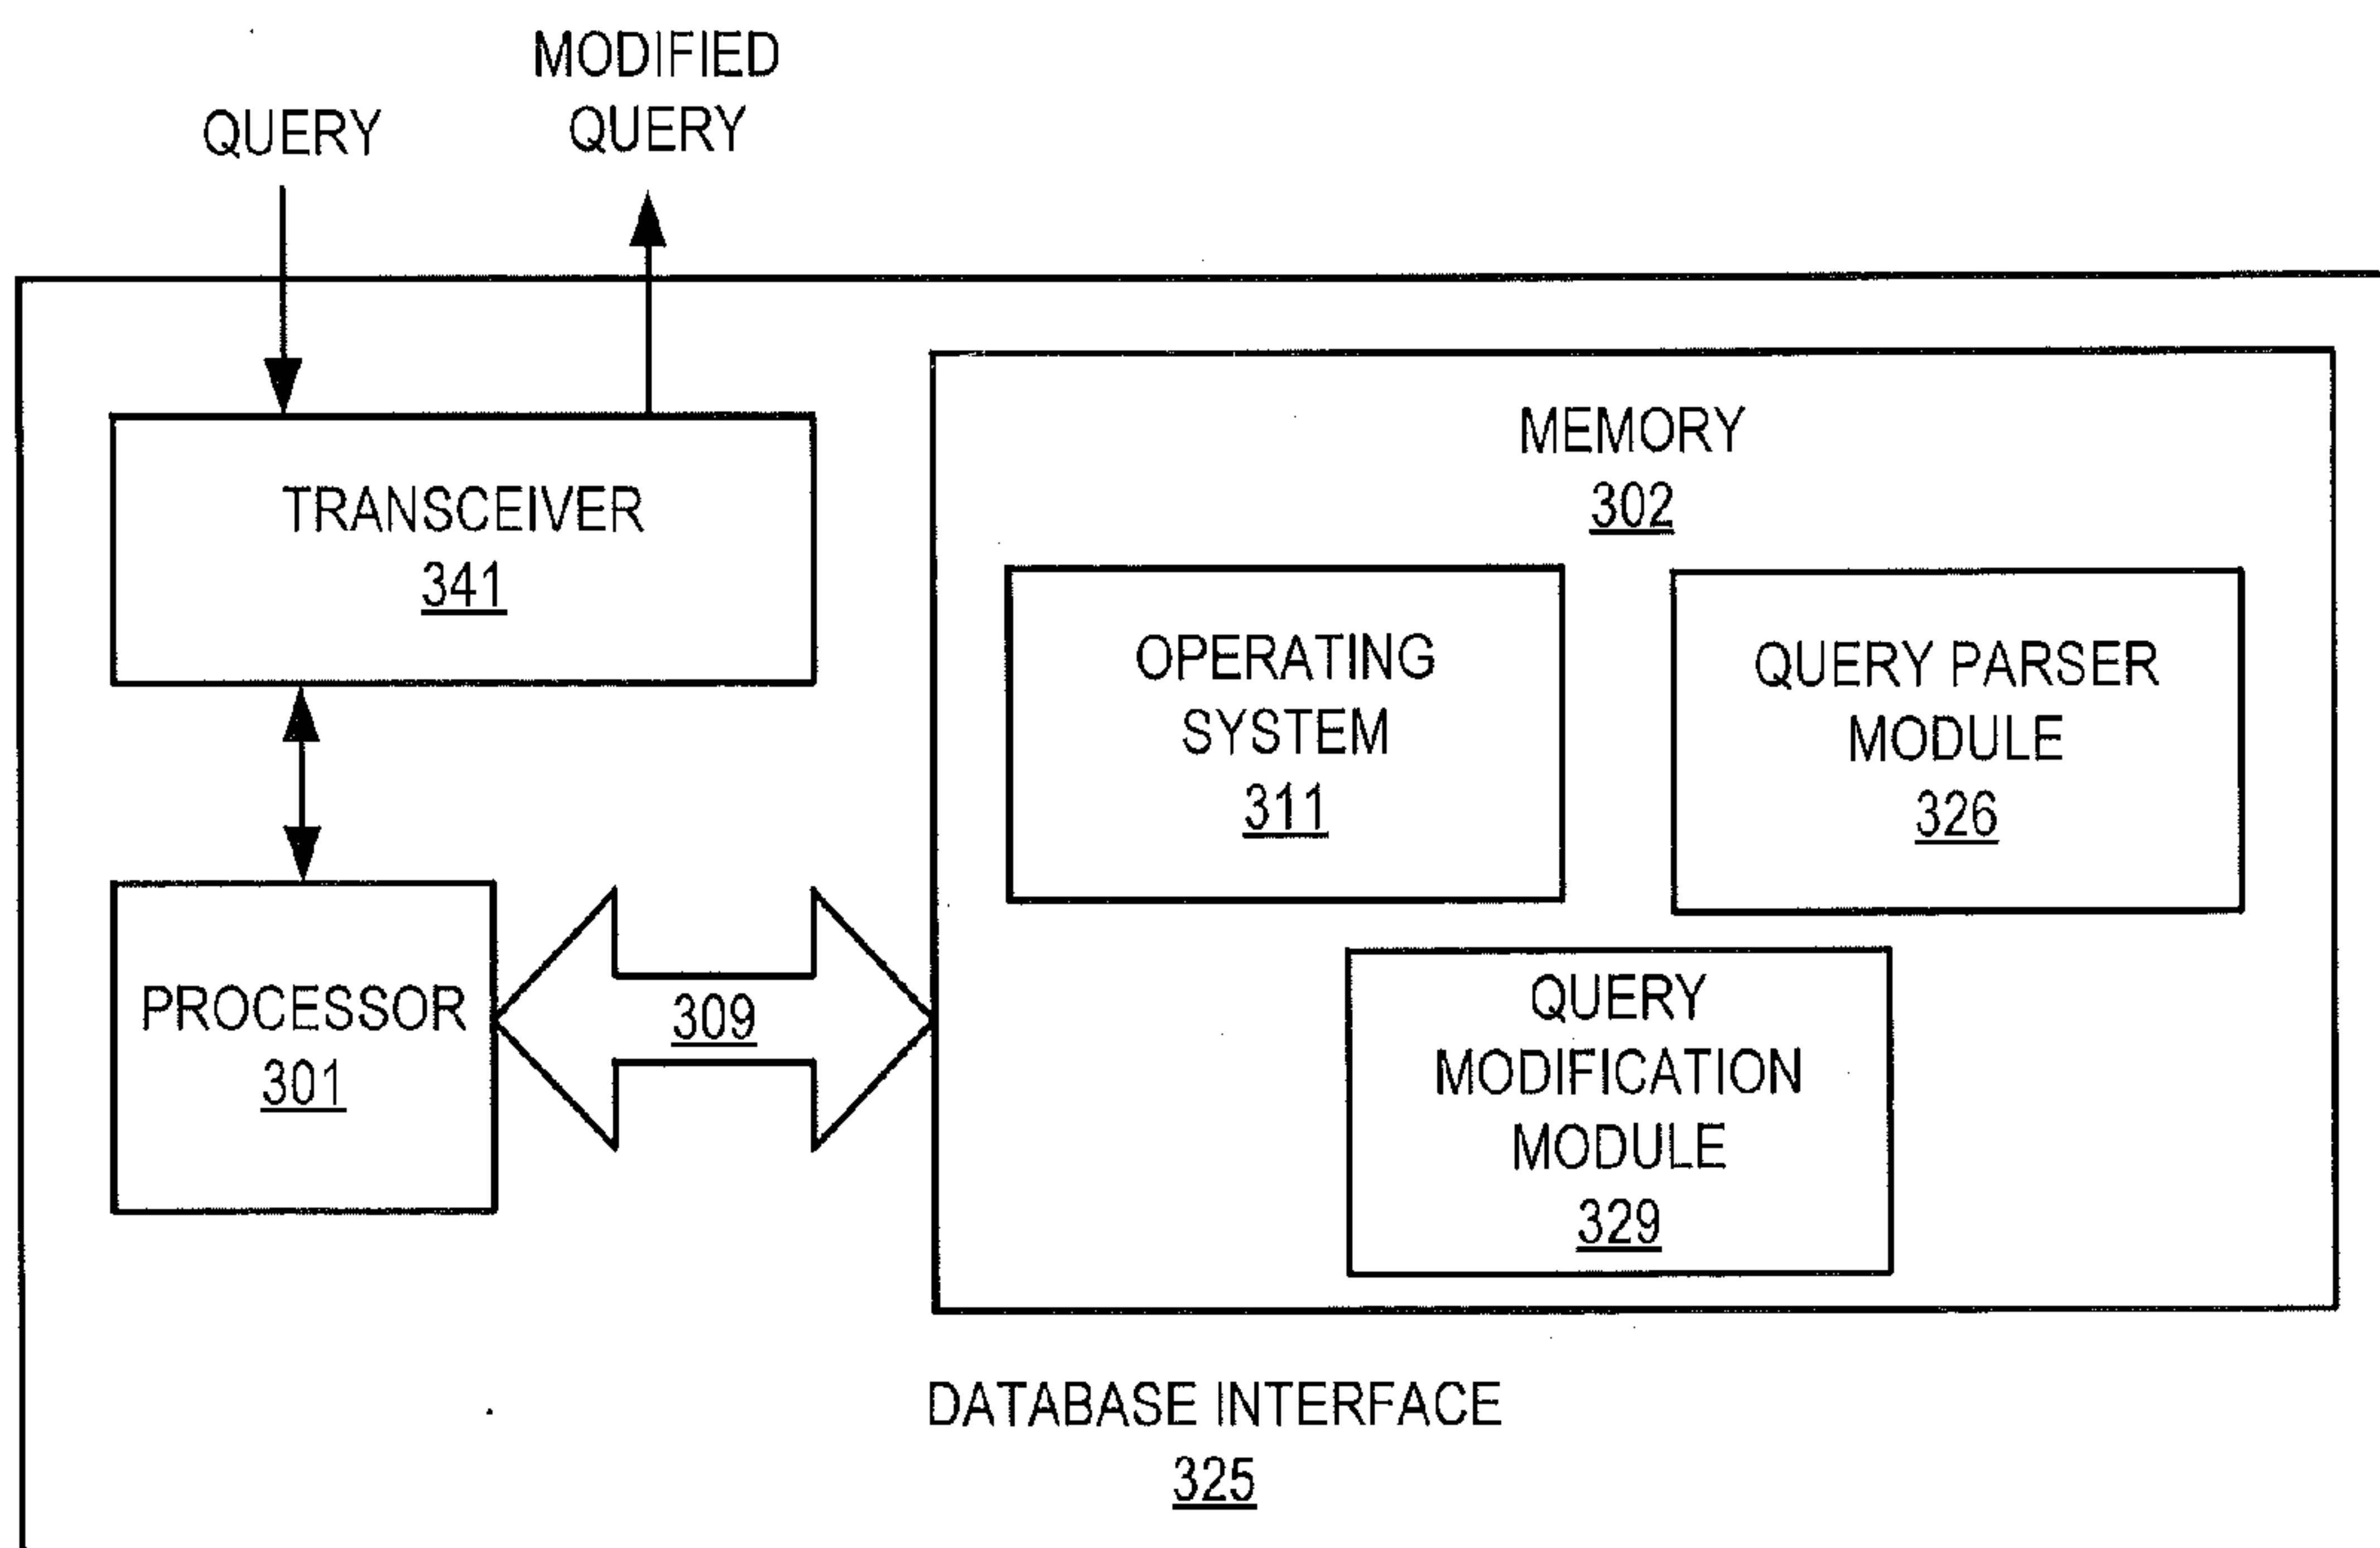 MODIFIED
QUERY
QUERY
TRANSCEIVER
341
MEMORY
302
OPERATING
SYSTEM
311
QUERY PARSER
MODULE
326
PROCESSOR
301
309
QUERY
MODIFICATION
MODULE
329
DATABASE INTERFACE
325